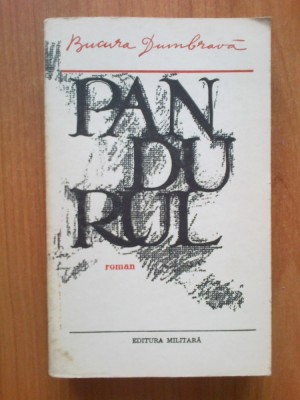 Bucura Dumbravă
PAN
DU
RUL
roman
EDITURA MILITARĂ